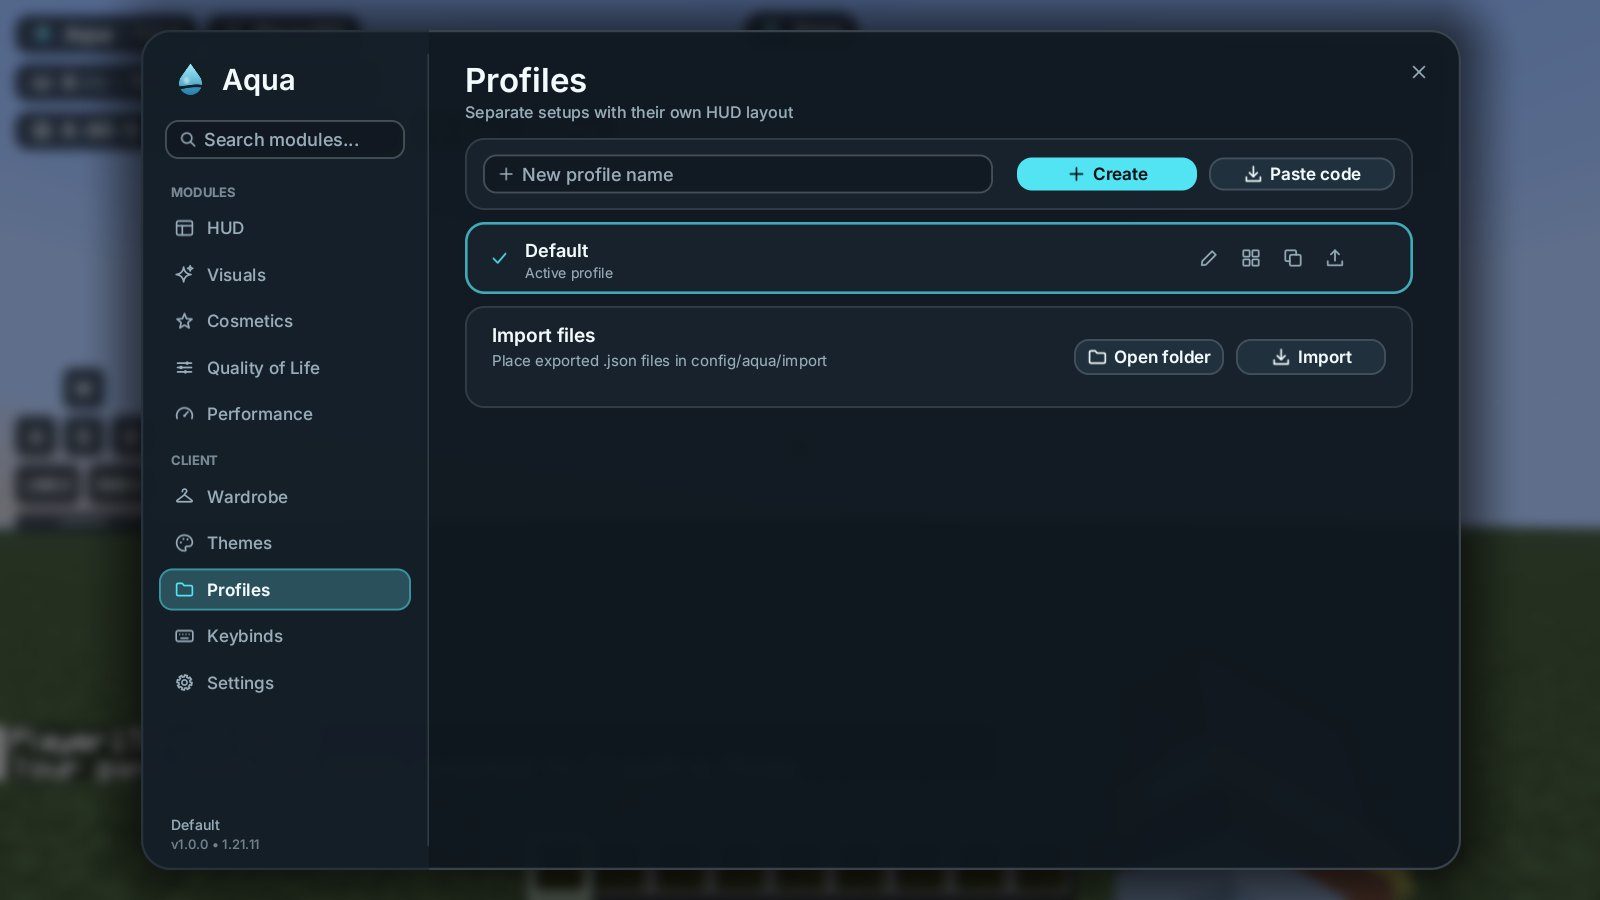 Aqua
Search modules...
MODULES
HUD
Visuals
Cosmetics
Quality of Life
Performance
CLIENT
Wardrobe
Themes
Profiles
Keybinds
Settings
Default
v1.0.0 • 1.21.11
Profiles
Separate setups with their own HUD layout
New profile name
Create
Paste code
Default
Active profile
Import files
Place exported .json files in config/aqua/import
Open folder
Import